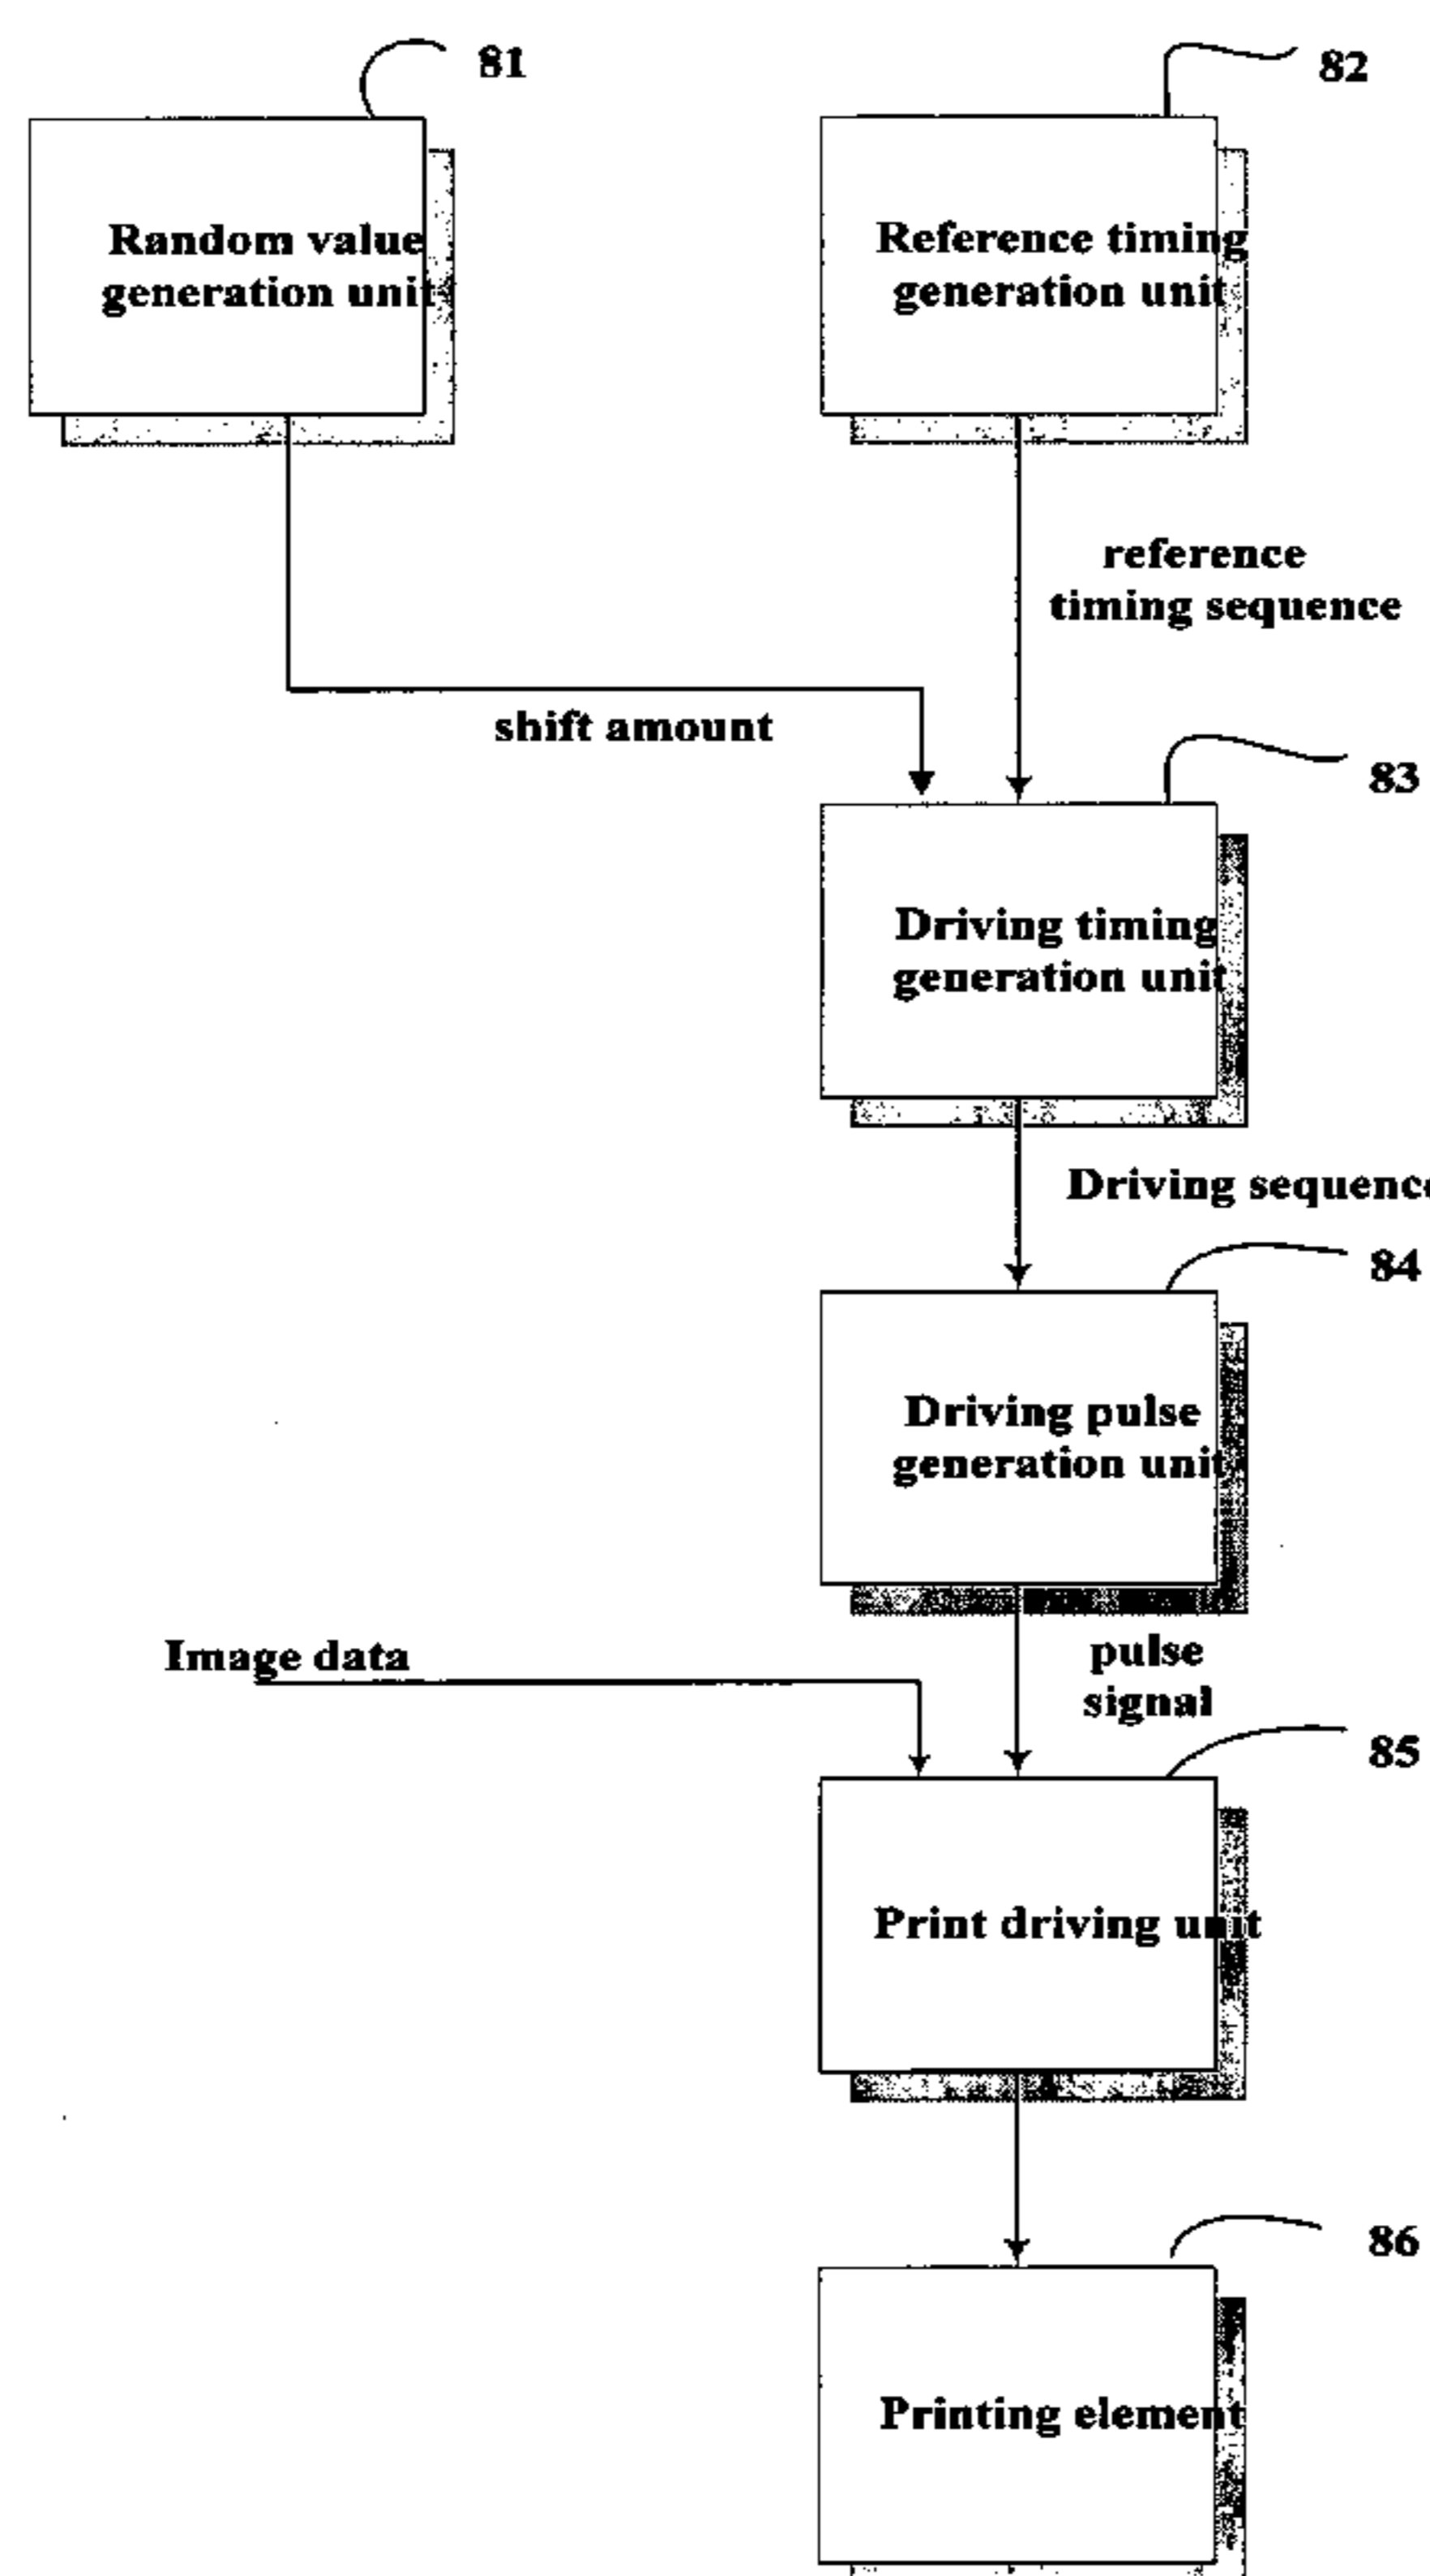 81
82
Random value
generation unit
Reference timing
generation unit
reference
timing sequence
shift amount
83
Driving timing
generation unit
Driving sequence
84
Driving pulse
generation unit
Image data
pulse
signal
85
Print driving unit
86
Printing element